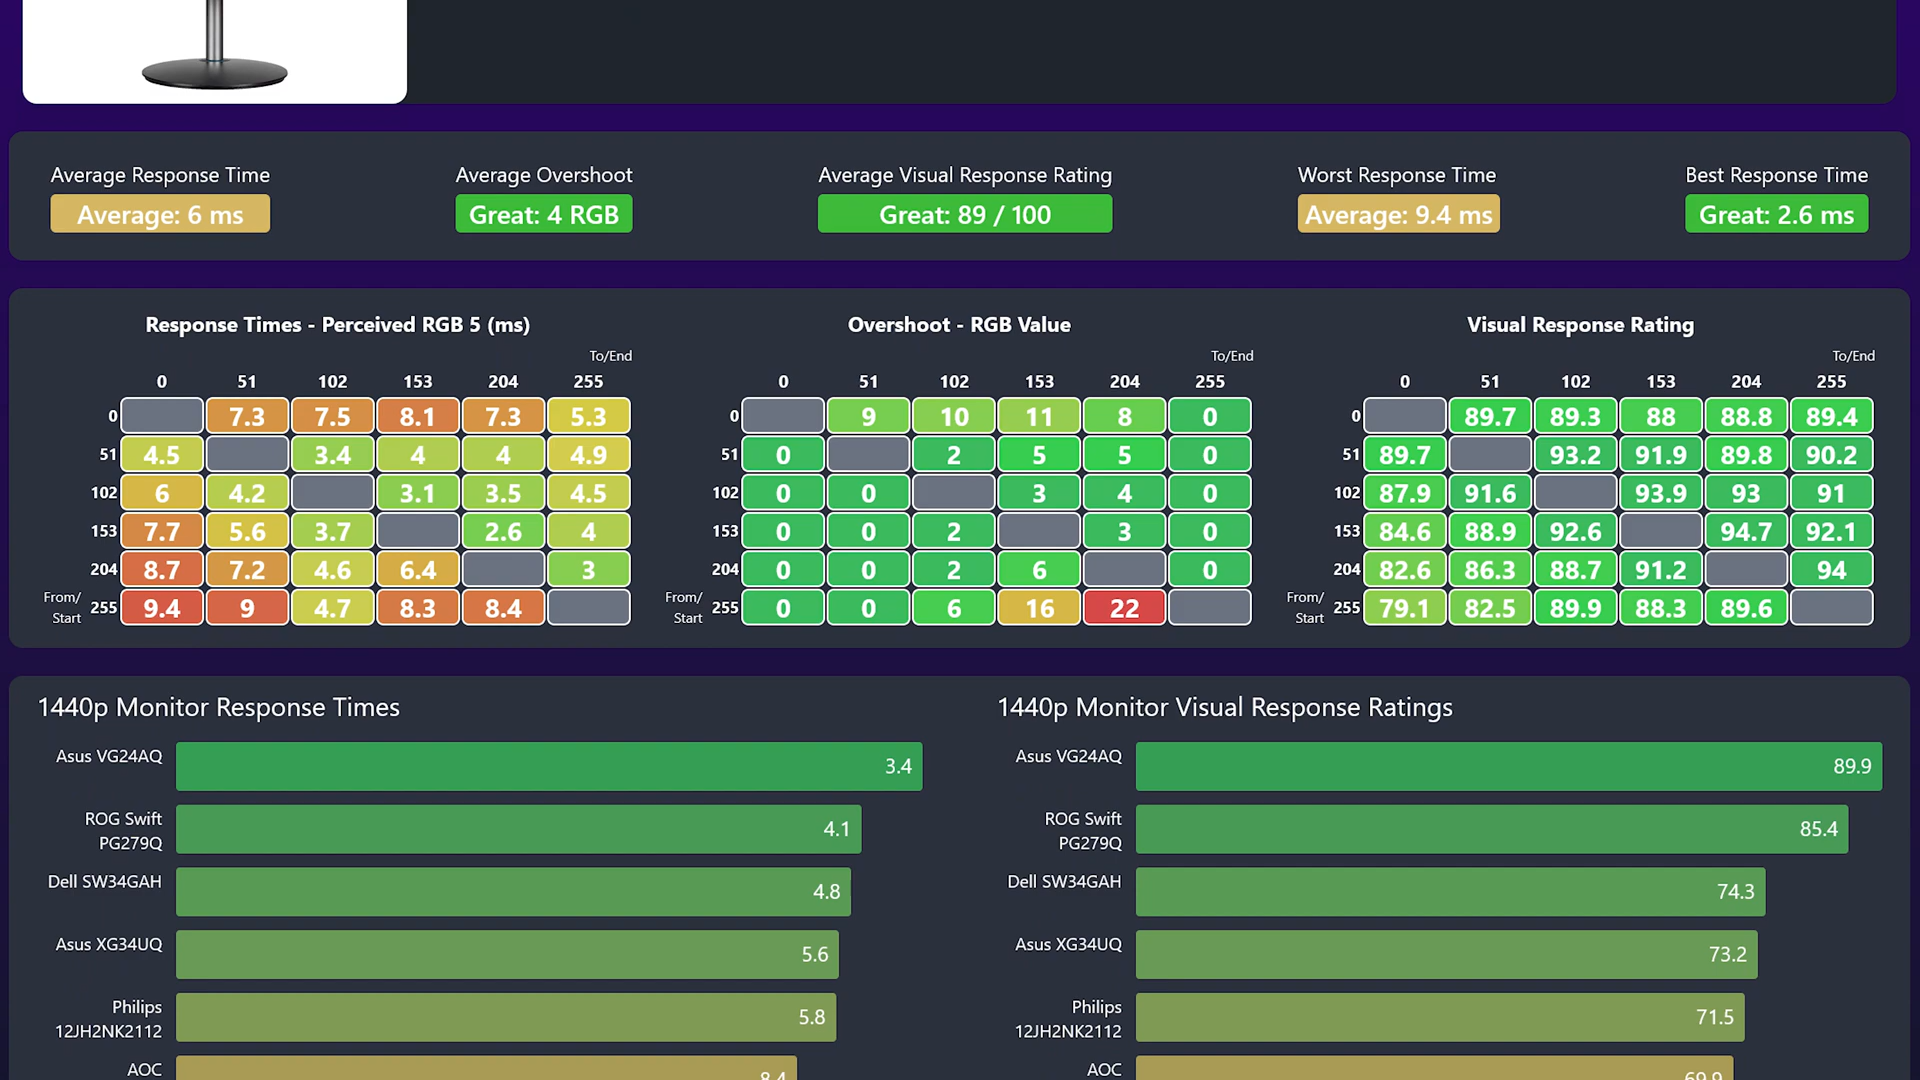 Average Response Time
Average: 6 ms
Average Overshoot
Great: 4 RGB
Average Visual Response Rating
Great: 89 / 100
Worst Response Time
Average: 9.4 ms
Best Response Time
Great: 2.6 ms
Response Times - Perceived RGB 5 (ms)
To/End
0 51 102 153 204 255
0 7.3 7.5 8.1 7.3 5.3
51 4.5 3.4 4 4 4.9
102 6 4.2 3.1 3.5 4.5
153 7.7 5.6 3.7 2.6 4
204 8.7 7.2 4.6 6.4 3
From/
Start
255 9.4 9 4.7 8.3 8.4
Overshoot - RGB Value
To/End
0 51 102 153 204 255
0 9 10 11 8 0
51 0 2 5 5 0
102 0 0 3 4 0
153 0 0 2 3 0
204 0 0 2 6 0
From/
Start
255 0 0 6 16 22
Visual Response Rating
To/End
0 51 102 153 204 255
0 89.7 89.3 88 88.8 89.4
51 89.7 93.2 91.9 89.8 90.2
102 87.9 91.6 93.9 93 91
153 84.6 88.9 92.6 94.7 92.1
204 82.6 86.3 88.7 91.2 94
From/
Start
255 79.1 82.5 89.9 88.3 89.6
1440p Monitor Response Times
Asus VG24AQ 3.4
ROG Swift
PG279Q 4.1
Dell SW34GAH 4.8
Asus XG34UQ 5.6
Philips
12JH2NK2112 5.8
AOC 8.4
1440p Monitor Visual Response Ratings
Asus VG24AQ 89.9
ROG Swift
PG279Q 85.4
Dell SW34GAH 74.3
Asus XG34UQ 73.2
Philips
12JH2NK2112 71.5
AOC 69.9